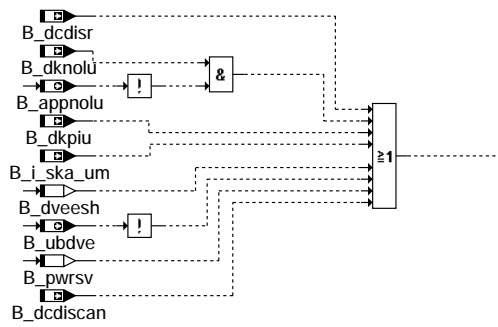 B_dcdisr
B_dknolu
&
B_appnolu
!
B_dkpiu
B_i_ska_um
≥1
B_dveesh
B_ubdve
!
B_pwrsv
B_dcdiscan